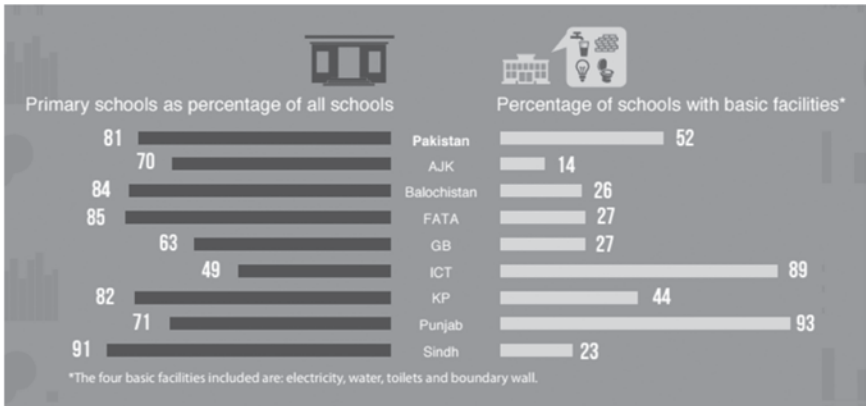 Primary schools as percentage of all schools Percentage of schools with basic facilities*
81 Pakistan 52
70 AJK 14
84 Balochistan 26
85 FATA 27
63 GB 27
49 ICT 89
82 KP 44
71 Punjab 93
91 Sindh 23
*The four basic facilities included are: electricity, water, toilets and boundary wall.